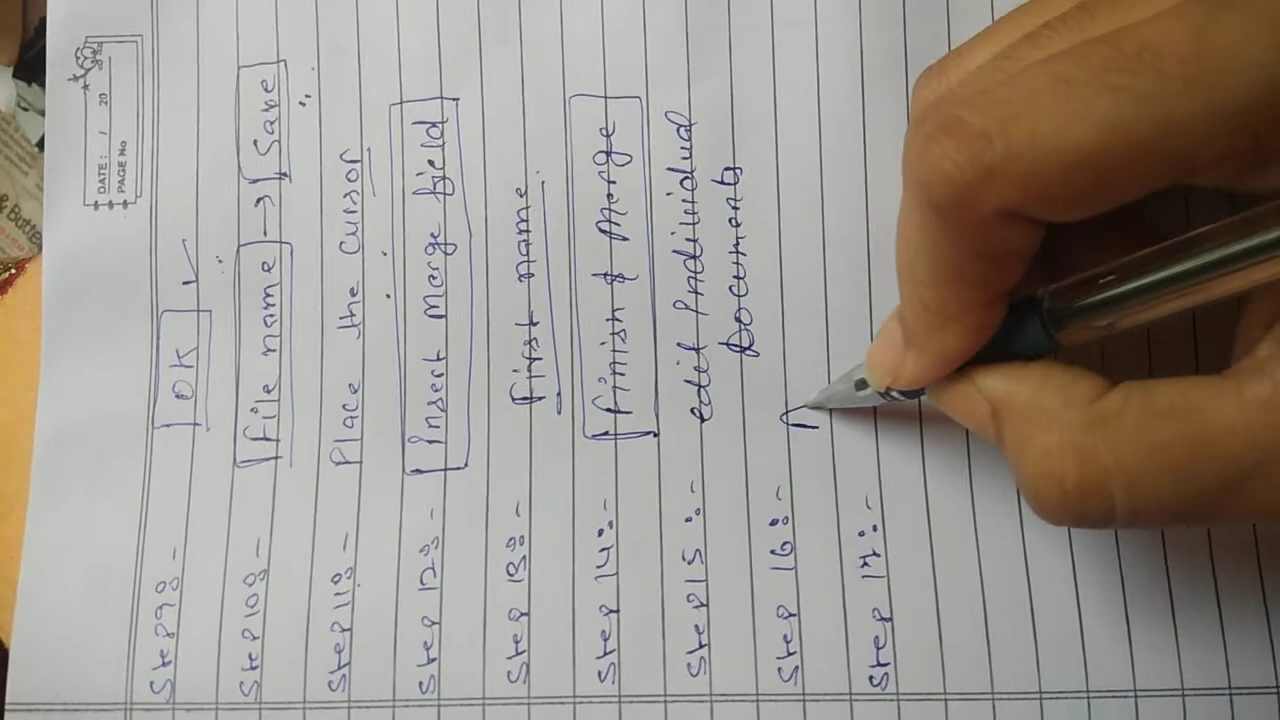 DATE: / 20
PAGE No
Step 9:- OK
Step 10:- File name → Save
Step 11:- Place the cursor
Step 12:- Insert Merge field
Step 13:- First name
Step 14:- Finish & Merge
Step 15:- edit Individual
Documents
Step 16:-
Step 17:-
& Butter